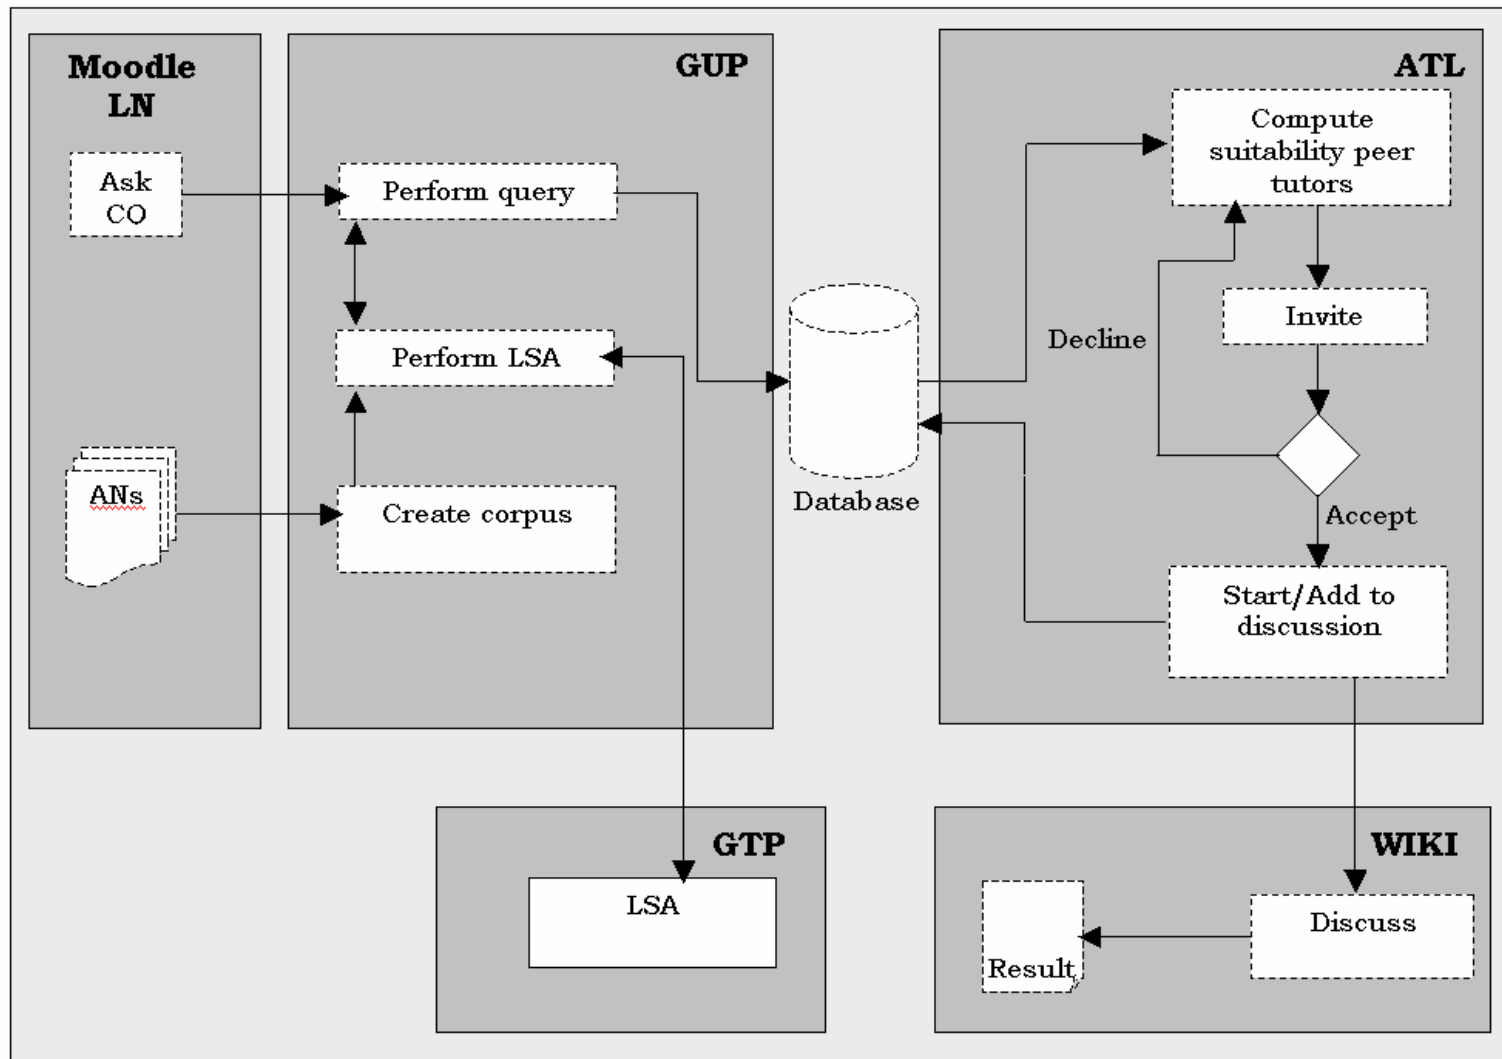 Moodle
LN
Ask
CQ
ANs
GUP
Perform query
Perform LSA
Create corpus
Database
ATL
Compute
suitability peer
tutors
Invite
Decline
Accept
Start/Add to
discussion
GTP
LSA
WIKI
Discuss
Result